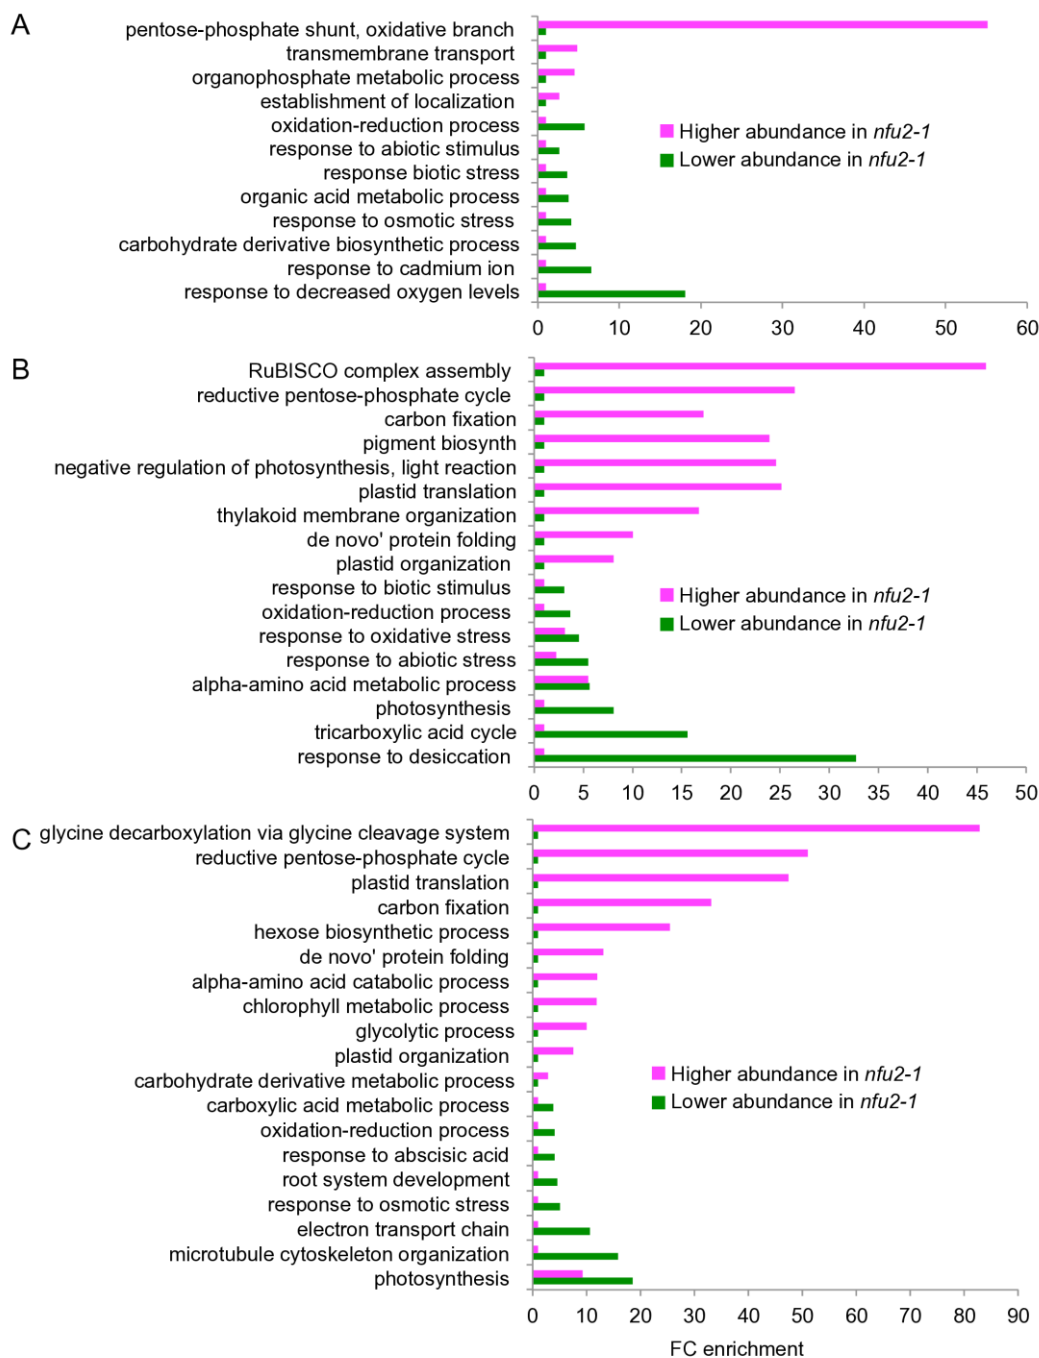 A
pentose-phosphate shunt, oxidative branch
transmembrane transport
organophosphate metabolic process
establishment of localization
oxidation-reduction process
response to abiotic stimulus
response biotic stress
organic acid metabolic process
response to osmotic stress
carbohydrate derivative biosynthetic process
response to cadmium ion
response to decreased oxygen levels
Higher abundance in nfu2-1
Lower abundance in nfu2-1
0 10 20 30 40 50 60
B
RuBISCO complex assembly
reductive pentose-phosphate cycle
carbon fixation
pigment biosynth
negative regulation of photosynthesis, light reaction
plastid translation
thylakoid membrane organization
de novo' protein folding
plastid organization
response to biotic stimulus
oxidation-reduction process
response to oxidative stress
response to abiotic stress
alpha-amino acid metabolic process
photosynthesis
tricarboxylic acid cycle
response to desiccation
Higher abundance in nfu2-1
Lower abundance in nfu2-1
0 5 10 15 20 25 30 35 40 45 50
C
glycine decarboxylation via glycine cleavage system
reductive pentose-phosphate cycle
plastid translation
carbon fixation
hexose biosynthetic process
de novo' protein folding
alpha-amino acid catabolic process
chlorophyll metabolic process
glycolytic process
plastid organization
carbohydrate derivative metabolic process
carboxylic acid metabolic process
oxidation-reduction process
response to abscisic acid
root system development
response to osmotic stress
electron transport chain
microtubule cytoskeleton organization
photosynthesis
Higher abundance in nfu2-1
Lower abundance in nfu2-1
0 10 20 30 40 50 60 70 80 90
FC enrichment